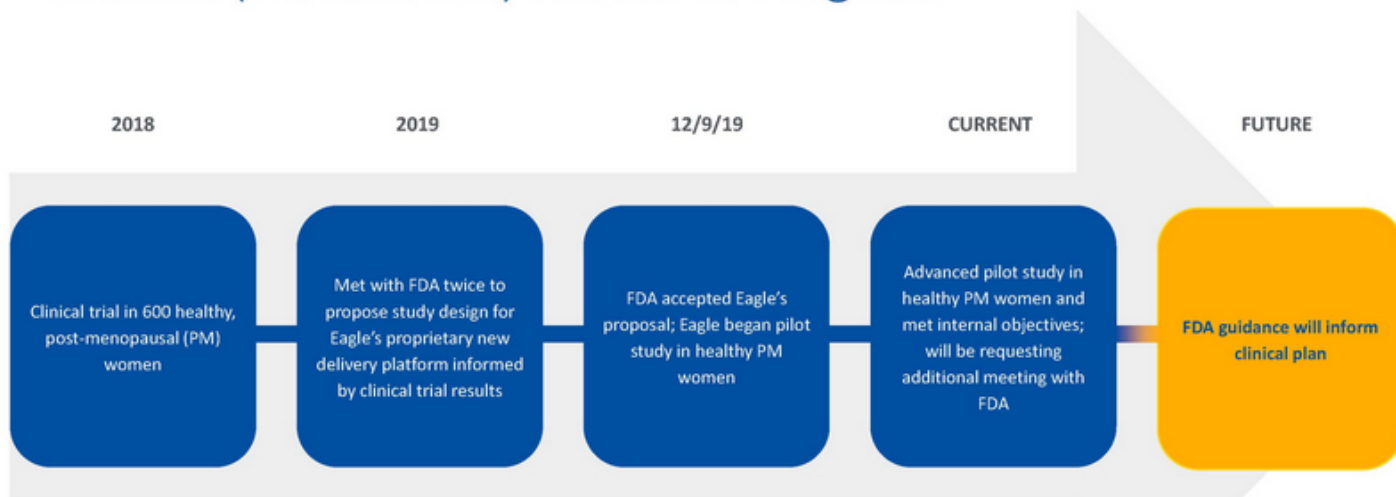 2018
2019
12/9/19
CURRENT
FUTURE
Clinical trial in 600 healthy,
post-menopausal (PM)
women
Met with FDA twice to
propose study design for
Eagle's proprietary new
delivery platform informed
by clinical trial results
FDA accepted Eagle's
proposal; Eagle began pilot
study in healthy PM
women
Advanced pilot study in
healthy PM women and
met internal objectives;
will be requesting
additional meeting with
FDA
FDA guidance will inform
clinical plan